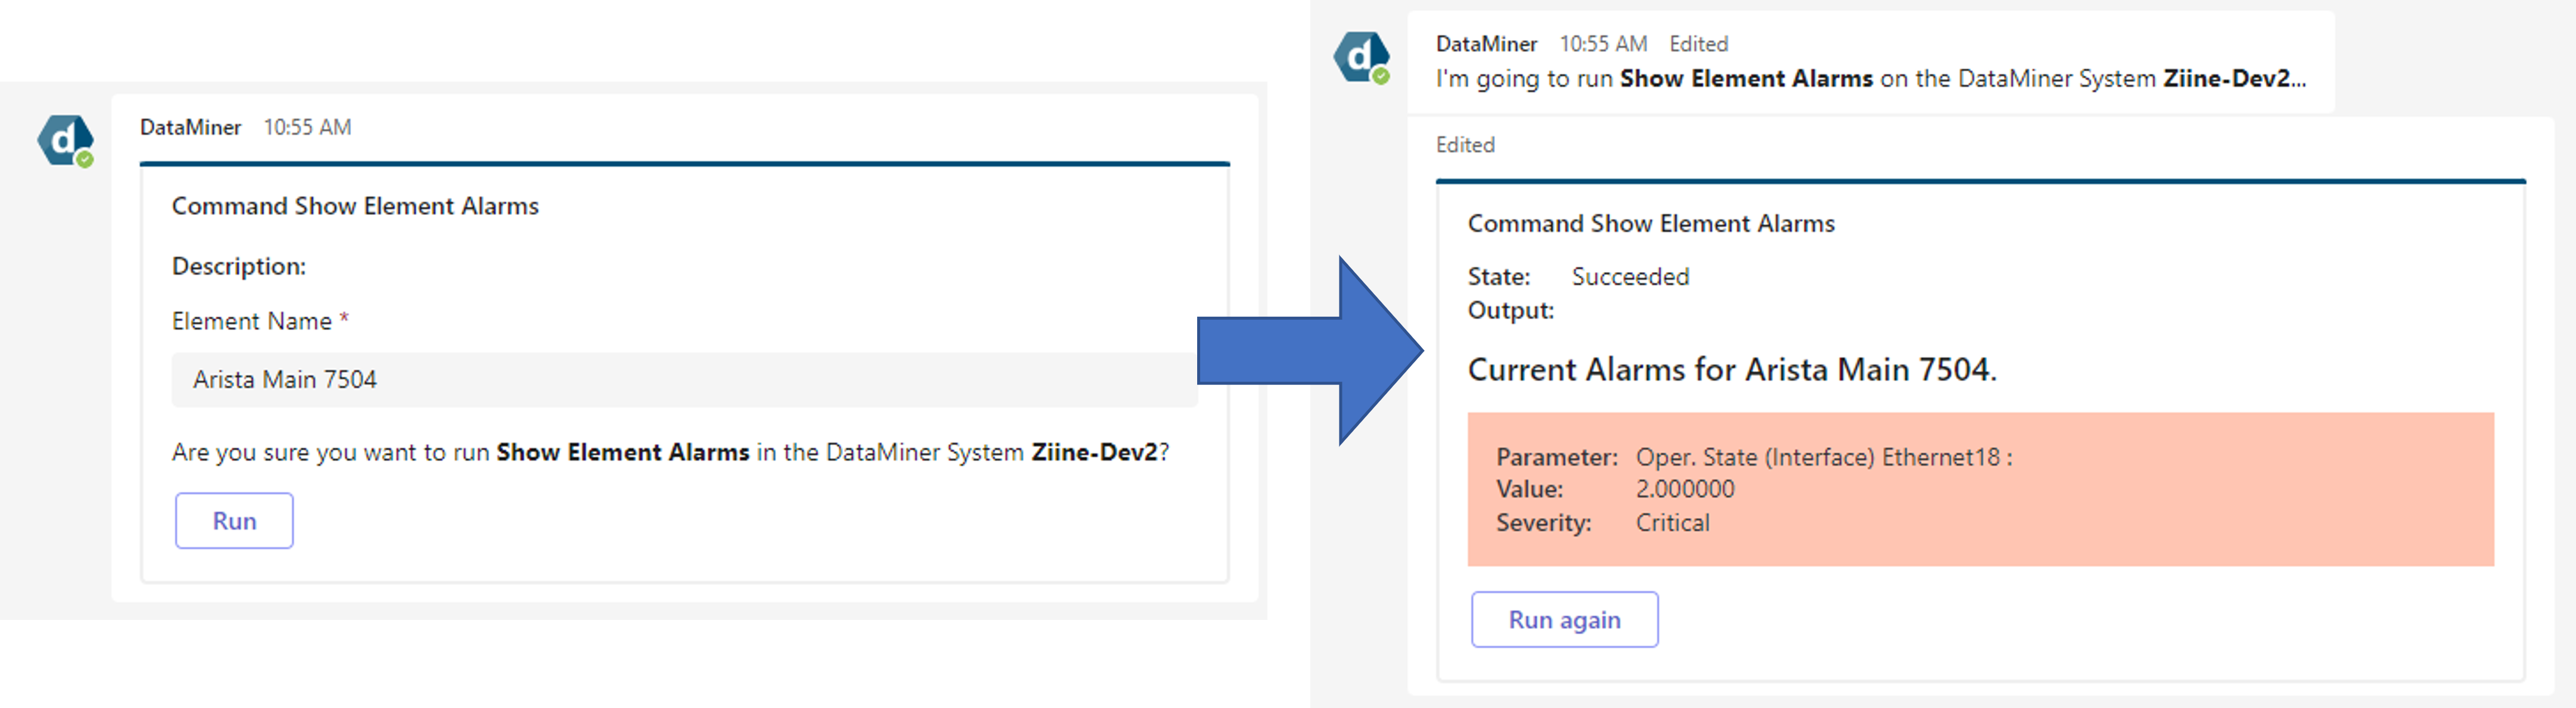 DataMiner 10:55 AM
Command Show Element Alarms
Description:
Element Name *
Arista Main 7504
Are you sure you want to run Show Element Alarms in the DataMiner System Ziine-Dev2?
Run
DataMiner 10:55 AM Edited
I'm going to run Show Element Alarms on the DataMiner System Ziine-Dev2...
Edited
Command Show Element Alarms
State: Succeeded
Output:
Current Alarms for Arista Main 7504.
Parameter: Oper. State (Interface) Ethernet18 :
Value: 2.000000
Severity: Critical
Run again